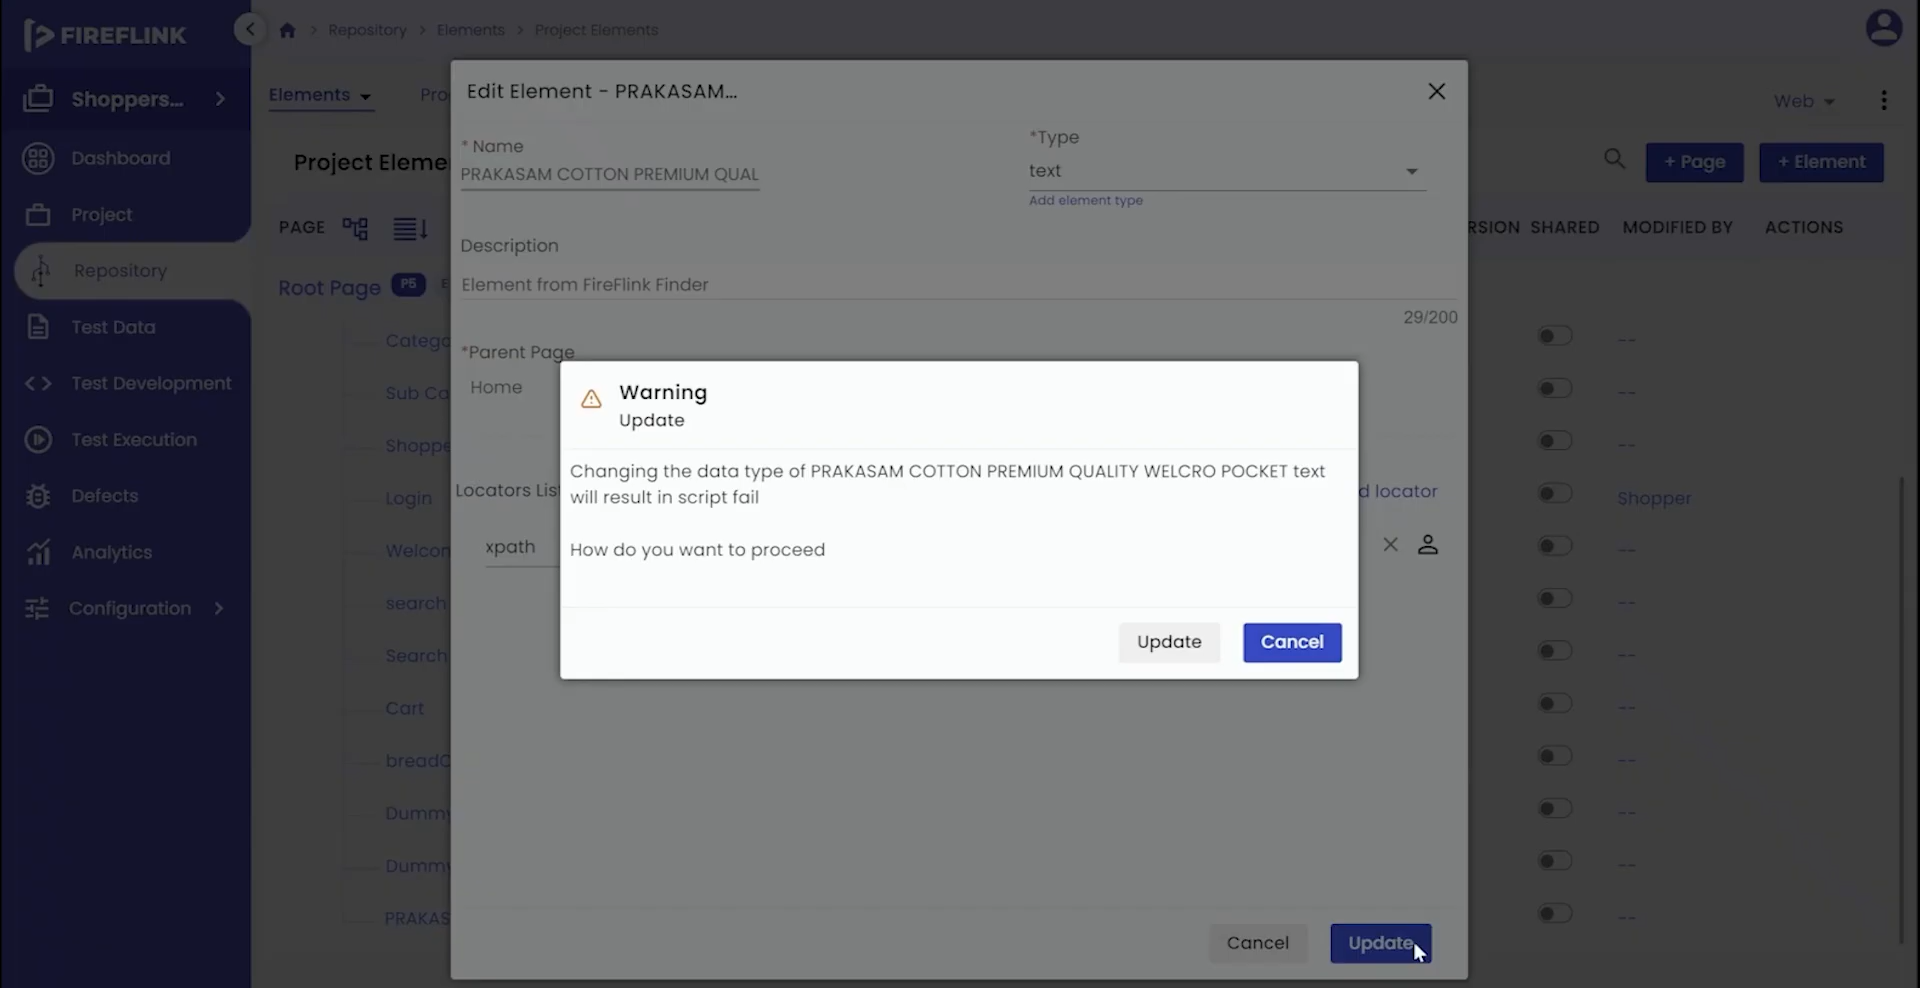 FIREFLINK
Repository > Elements > Project Elements
Shoppers...
Dashboard
Project
Repository
Test Data
Test Development
Test Execution
Defects
Analytics
Configuration
Elements
Pro
Web
Project Eleme
+ Page
+ Element
PAGE
RSION SHARED MODIFIED BY ACTIONS
Root Page P5 E
Catego
--
Sub Ca
--
Shoppe
--
Login
Shopper
Welcon
--
search
--
Search
--
Cart
--
breadC
--
Dummy
--
Dummy
--
PRAKAS
--
Edit Element - PRAKASAM...
* Name
PRAKASAM COTTON PREMIUM QUAL
*Type
text
Add element type
Description
Element from FireFlink Finder
29/200
*Parent Page
Home
Locators Lis
d locator
xpath
Warning
Update
Changing the data type of PRAKASAM COTTON PREMIUM QUALITY WELCRO POCKET text
will result in script fail
How do you want to proceed
Update
Cancel
Cancel
Update